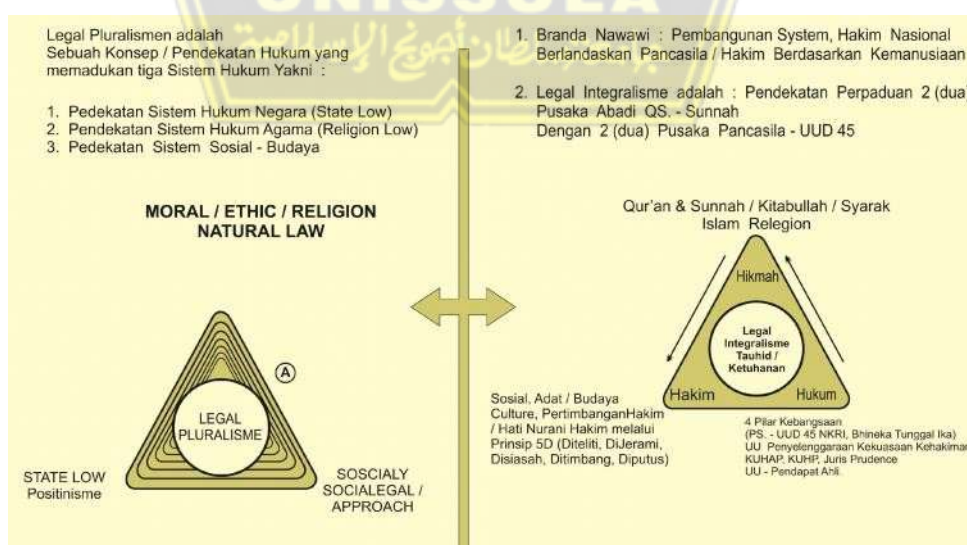 UNISSULA
Legal Pluralismen adalah
Sebuah Konsep / Pendekatan Hukum yang
memadukan tiga Sistem Hukum Yakni :
1. Pedekatan Sistem Hukum Negara (State Low)
2. Pendekatan Sistem Hukum Agama (Religion Low)
3. Pedekatan Sistem Sosial - Budaya
MORAL / ETHIC / RELIGION
NATURAL LAW
A
LEGAL
PLURALISME
STATE LOW
Positinisme
SOSCIALY
SOCIALEGAL /
APPROACH
1. Branda Nawawi : Pembangunan System, Hakim Nasional
Berlandaskan Pancasila / Hakim Berdasarkan Kemanusiaan
2. Legal Integralisme adalah : Pendekatan Perpaduan 2 (dua
Pusaka Abadi QS. - Sunnah
Dengan 2 (dua) Pusaka Pancasila - UUD 45
Qur'an & Sunnah / Kitabullah / Syarak
Islam Relegion
Hikmah
Legal
Integralisme
Tauhid /
Ketuhanan
Hakim
Hukum
Sosial, Adat / Budaya
Culture, PertimbanganHakim
/ Hati Nurani Hakim melalui
Prinsip 5D (Diteliti, DiJerami,
Disiasah, Ditimbang, Diputus)
4 Pilar Kebangsaan
(PS. - UUD 45 NKRI, Bhineka Tunggal Ika)
UU Penyelenggaraan Kekuasaan Kehakiman
KUHAP, KUHP, Juris Prudence
UU - Pendapat Ahli.